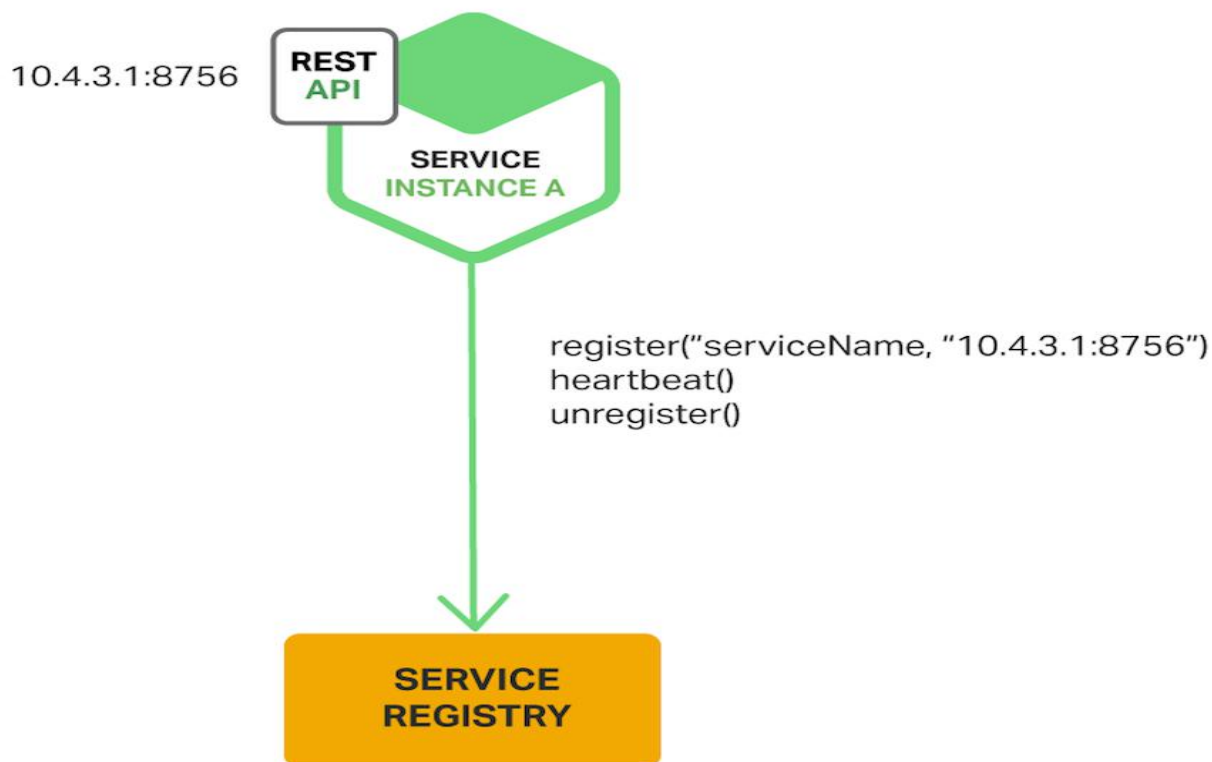 10.4.3.1:8756
REST
API
SERVICE
INSTANCE A
register("serviceName, “10.4.3.1:8756”)
heartbeat()
unregister()
SERVICE
REGISTRY